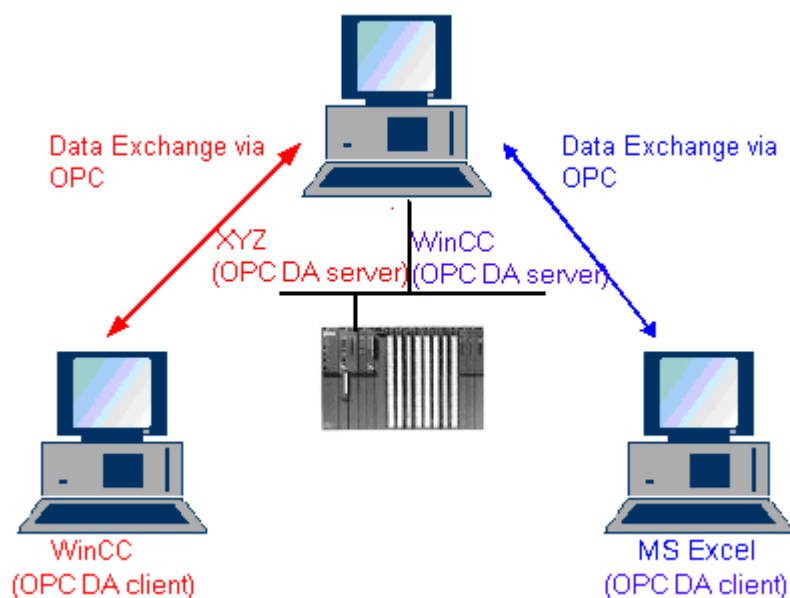 Data Exchange via
OPC
Data Exchange via
OPC
XYZ
(OPC DA server)
WinCC
(OPC DA server)
WinCC
(OPC DA client)
MS Excel
(OPC DA client)